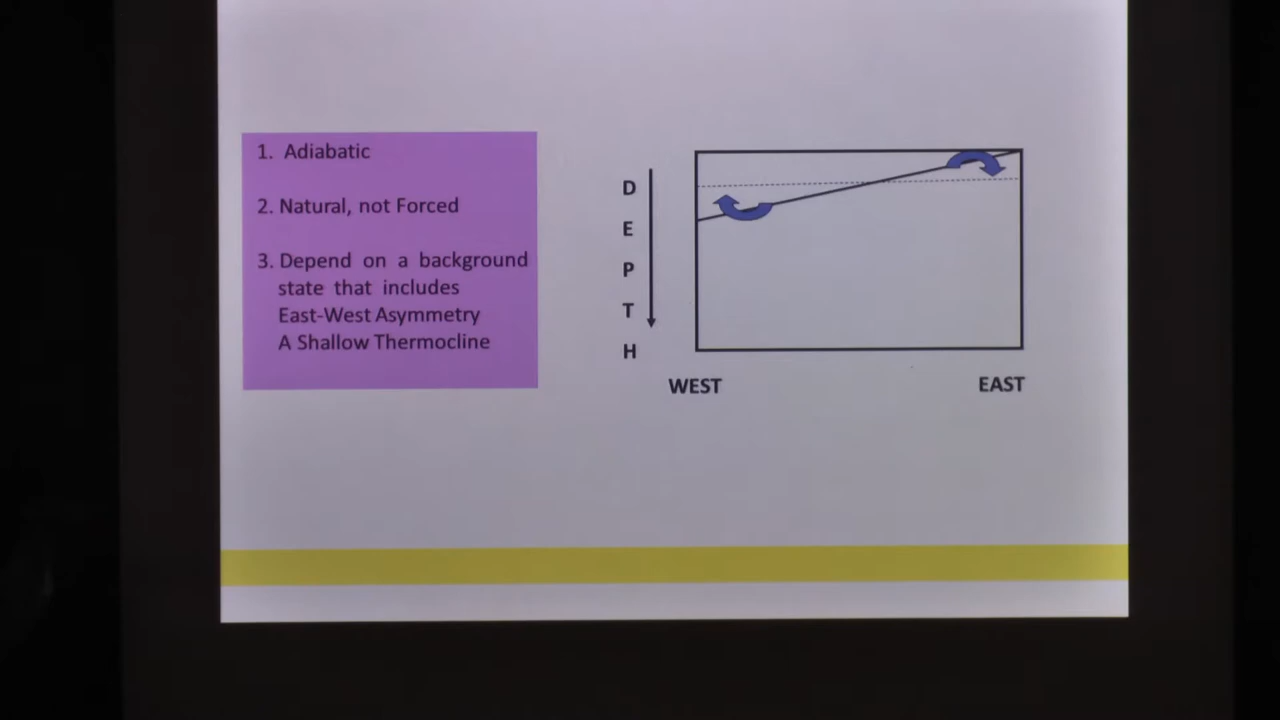 1. Adiabatic
2. Natural, not Forced
3. Depend on a background
state that includes
East-West Asymmetry
A Shallow Thermocline
D
E
P
T
H
WEST
EAST